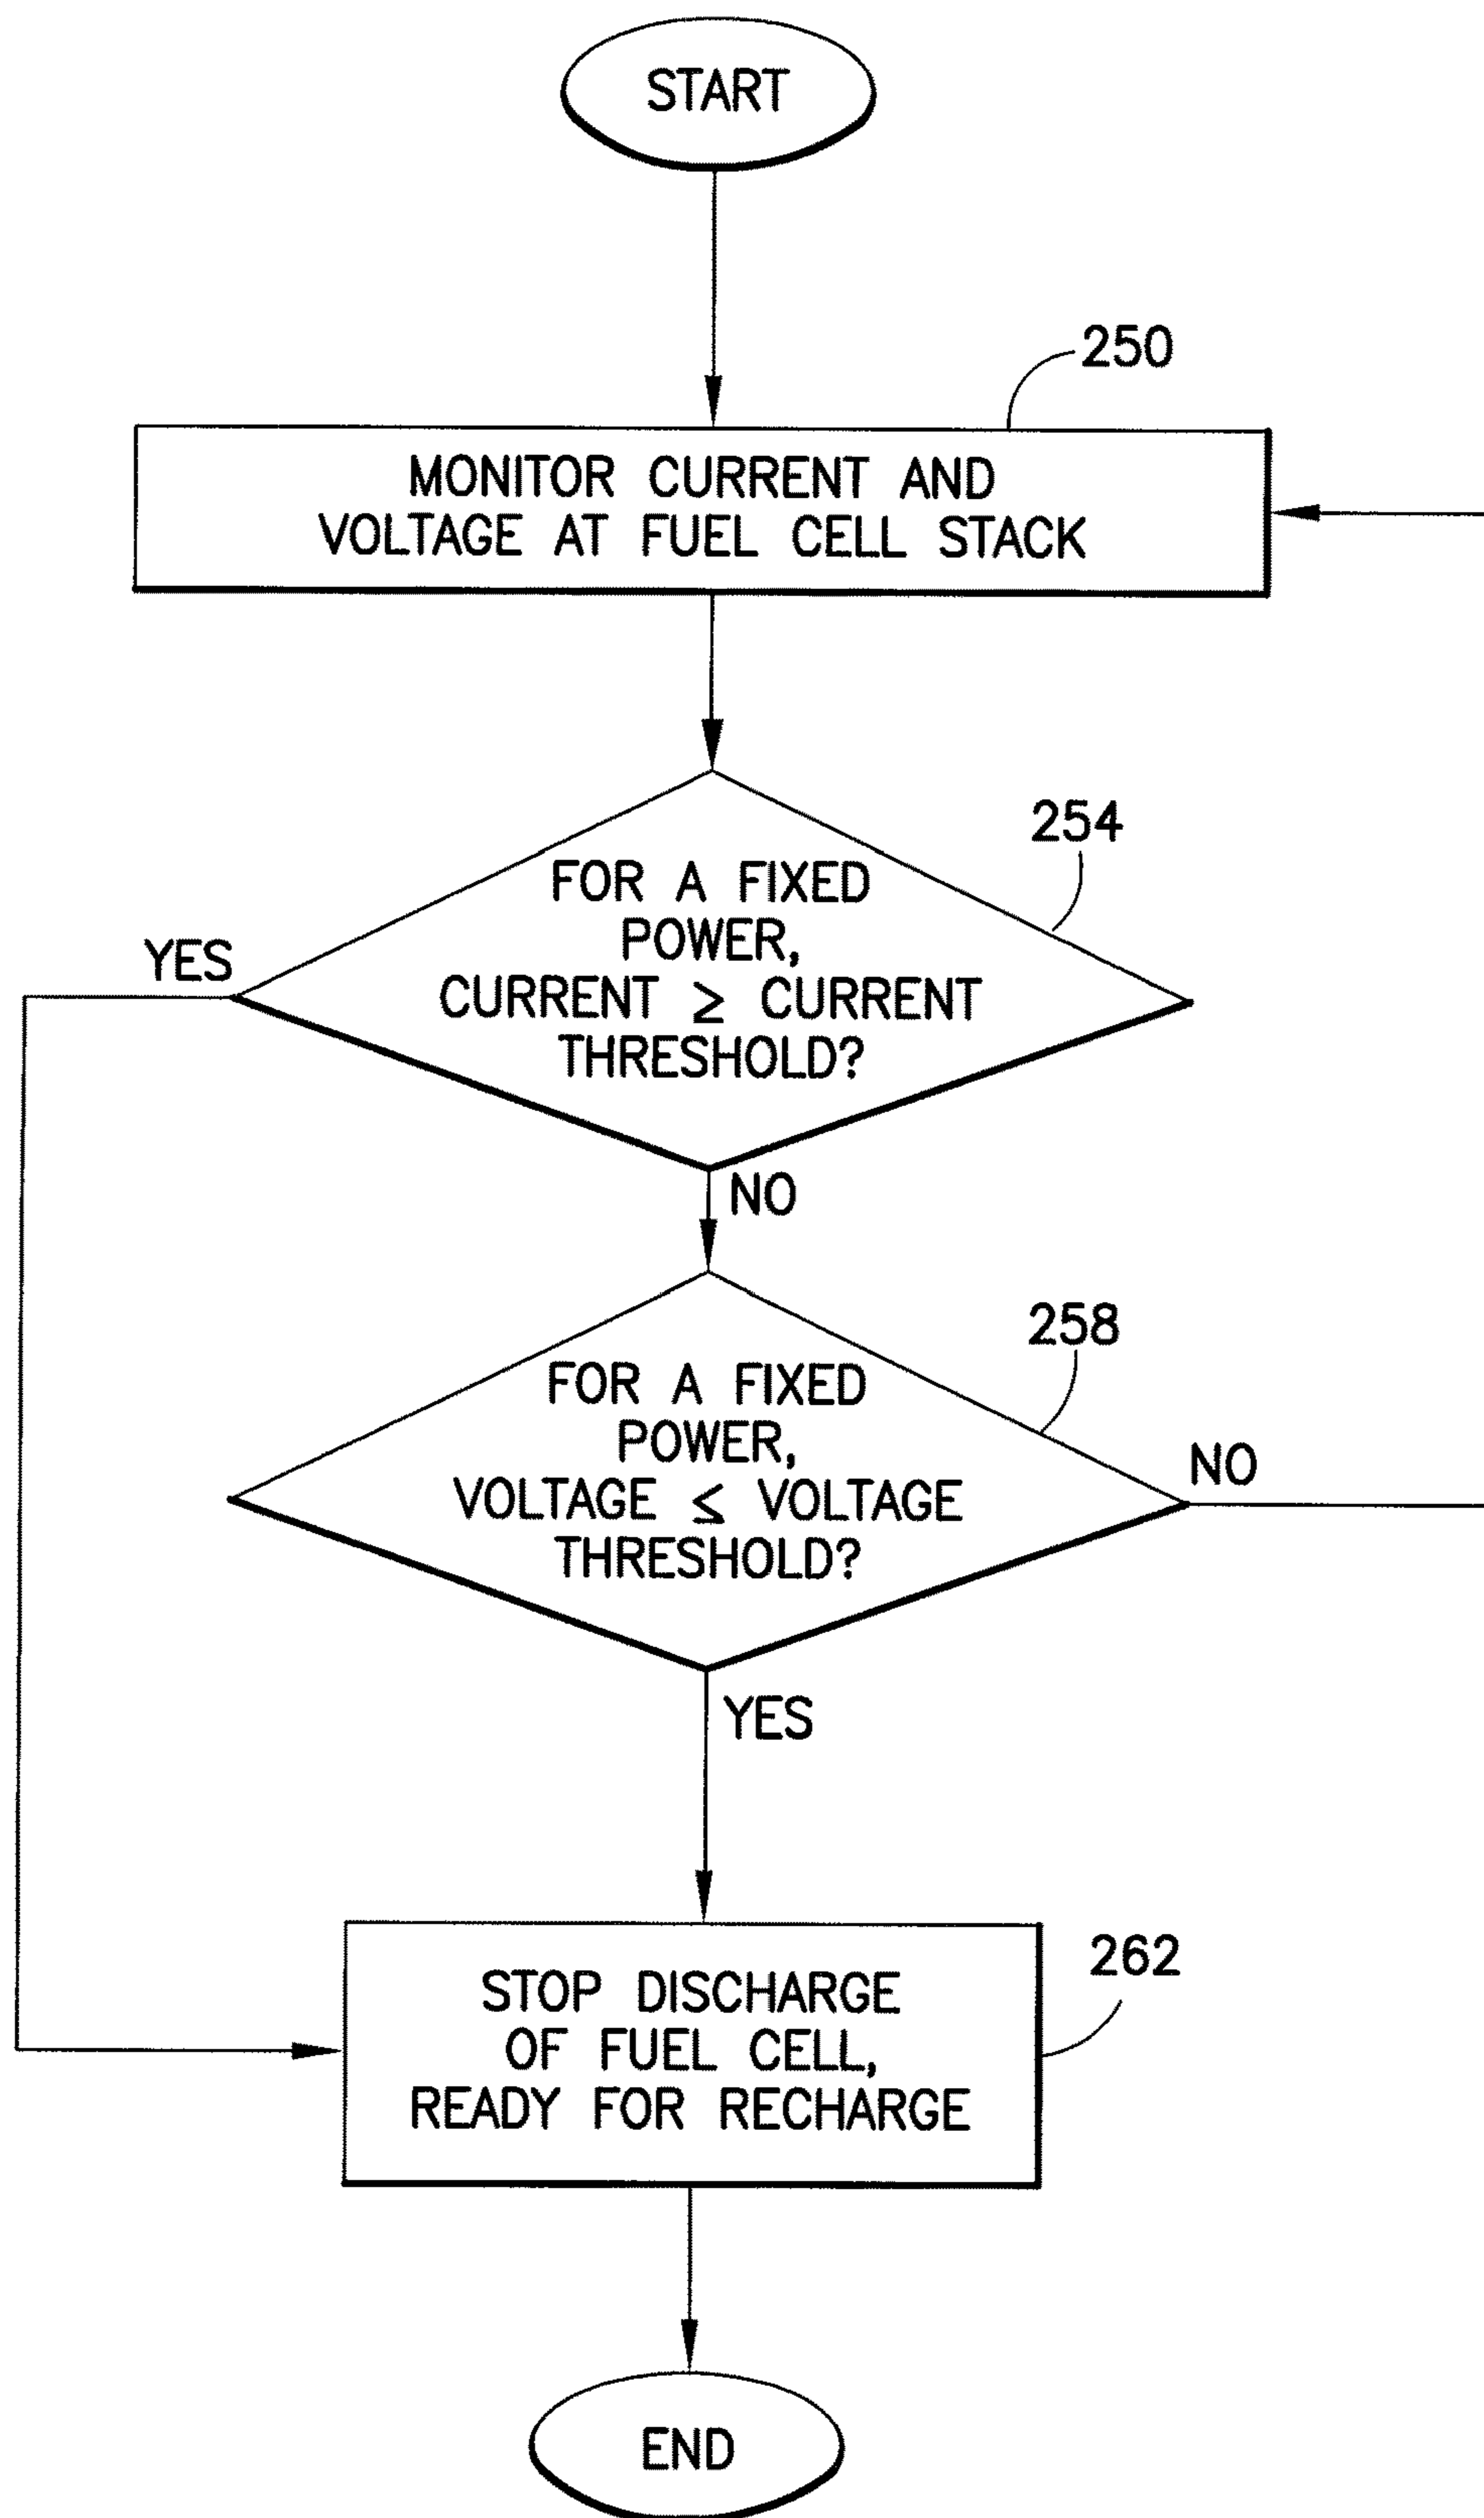 START
250
MONITOR CURRENT AND
VOLTAGE AT FUEL CELL STACK
254
FOR A FIXED
POWER,
CURRENT ≥ CURRENT
THRESHOLD?
YES
NO
258
FOR A FIXED
POWER,
VOLTAGE ≤ VOLTAGE
THRESHOLD?
NO
YES
262
STOP DISCHARGE
OF FUEL CELL,
READY FOR RECHARGE
END